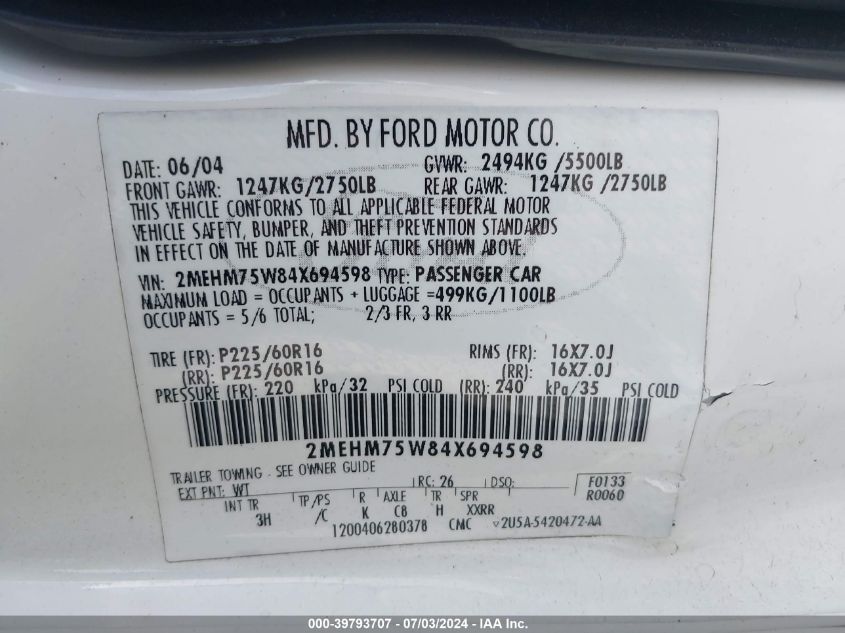 MFD. BY FORD MOTOR CO.
DATE: 06/04 GVWR: 2494KG /5500LB
FRONT GAWR: 1247KG/2750LB REAR GAWR: 1247KG /2750LB
THIS VEHICLE CONFORMS TO ALL APPLICABLE FEDERAL MOTOR
VEHICLE SAFETY, BUMPER, AND THEFT PREVENTION STANDARDS
IN EFFECT ON THE DATE OF MANUFACTURE SHOWN ABOVE.
VIN: 2MEHM75W84X694598 TYPE: PASSENGER CAR
MAXIMUM LOAD = OCCUPANTS + LUGGAGE =499KG/1100LB
OCCUPANTS = 5/6 TOTAL; 2/3 FR, 3 RR
TIRE (FR): P225/60R16 RIMS (FR): 16X7.0J
(RR): P225/60R16 (RR): 16X7.0J
PRESSURE (FR): 220 kPa/32 PSI COLD (RR): 240 kPa/35 PSI COLD
2MEHM75W84X694598
TRAILER TOWING - SEE OWNER GUIDE
EXT PNT: WT RC: 26 DSO: F0133
R0060
INT TR TP/PS R AXLE TR SPR
3H /C K C8 H XXRR
1200406280378 CMC v2U5A-5420472-AA
000-39793707 - 07/03/2024 - IAA Inc.